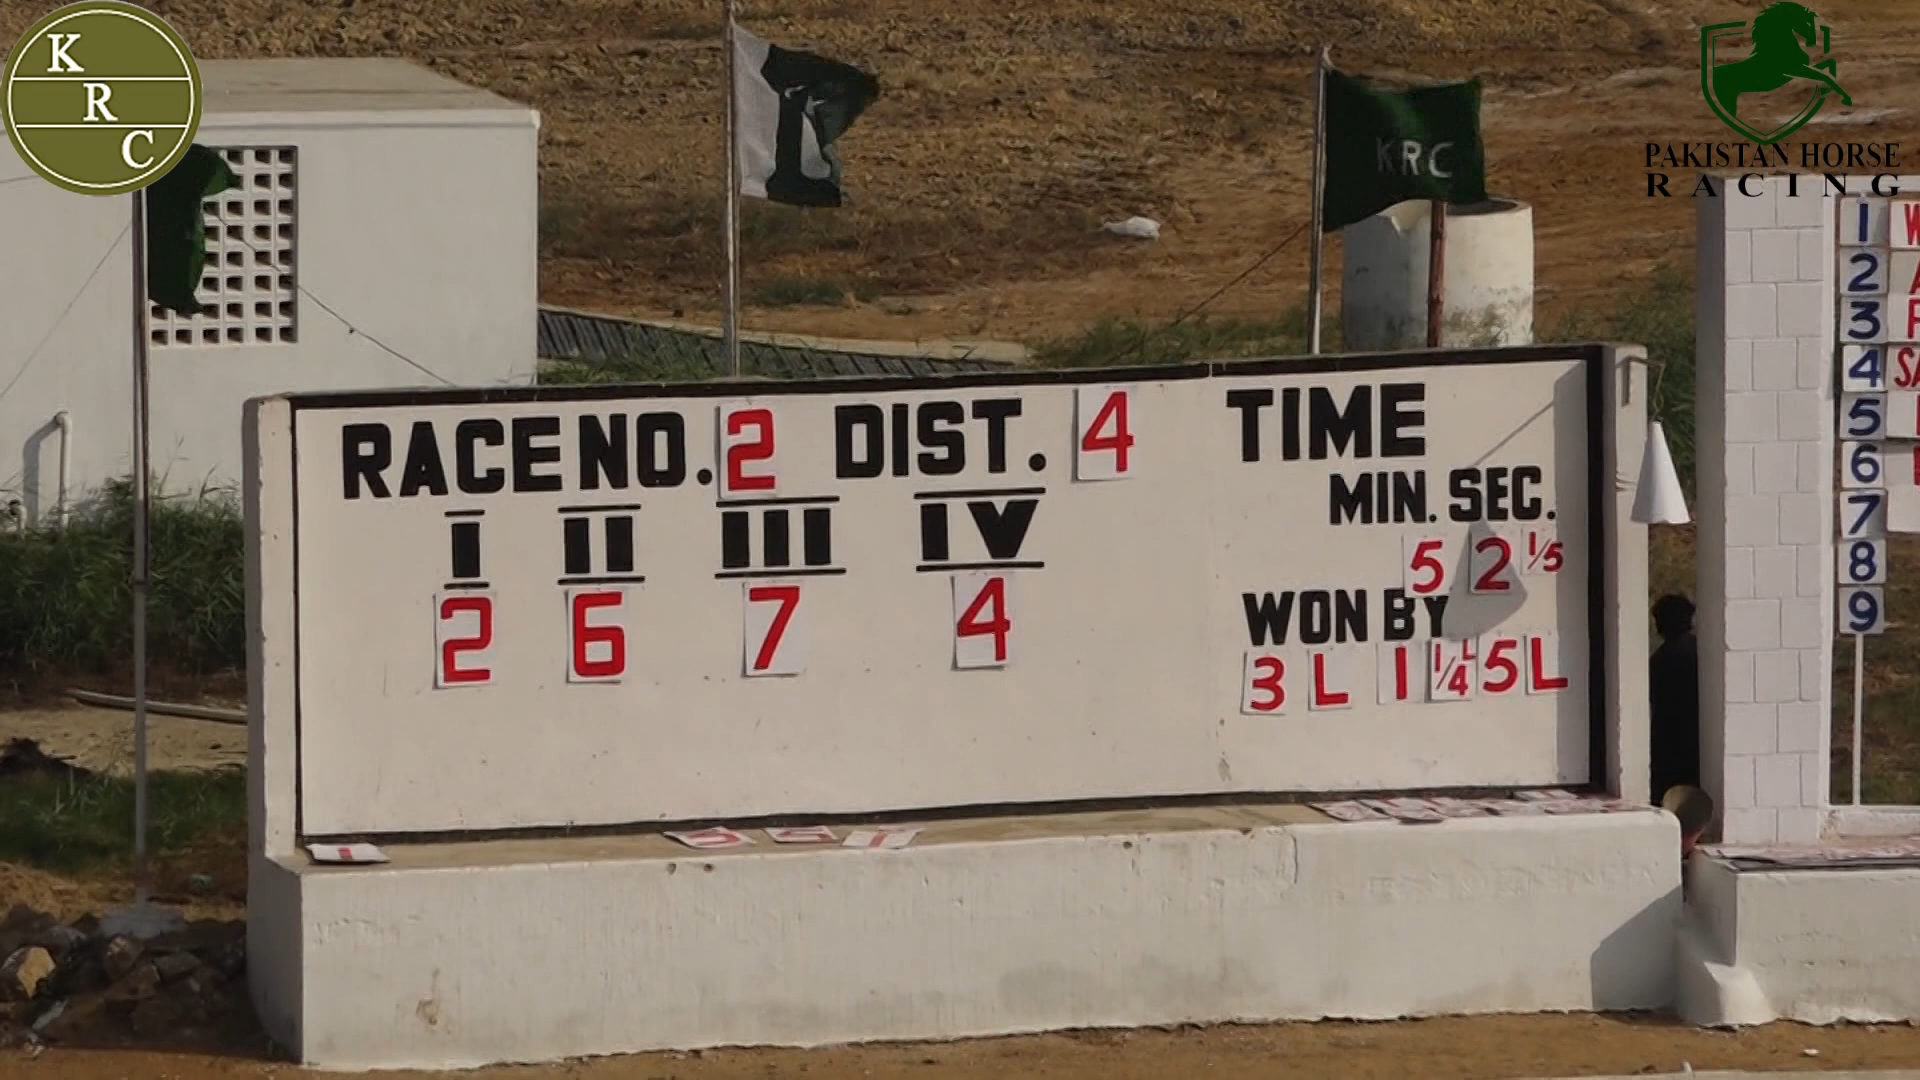 K
R
C
KRC
PAKISTAN HORSE
RACING
RACE NO. 2 DIST. 4 TIME
MIN. SEC.
I II III IV
5 2 1/5
2 6 7 4
WON BY
3 L 1 1/4 L 5 L
1
2
3
4 SA
5
6
7
8
9